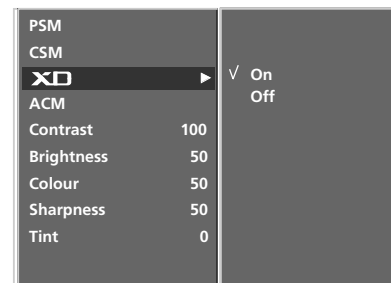 PSM
CSM
XD
√ On
Off
ACM
Contrast 100
Brightness 50
Colour 50
Sharpness 50
Tint 0